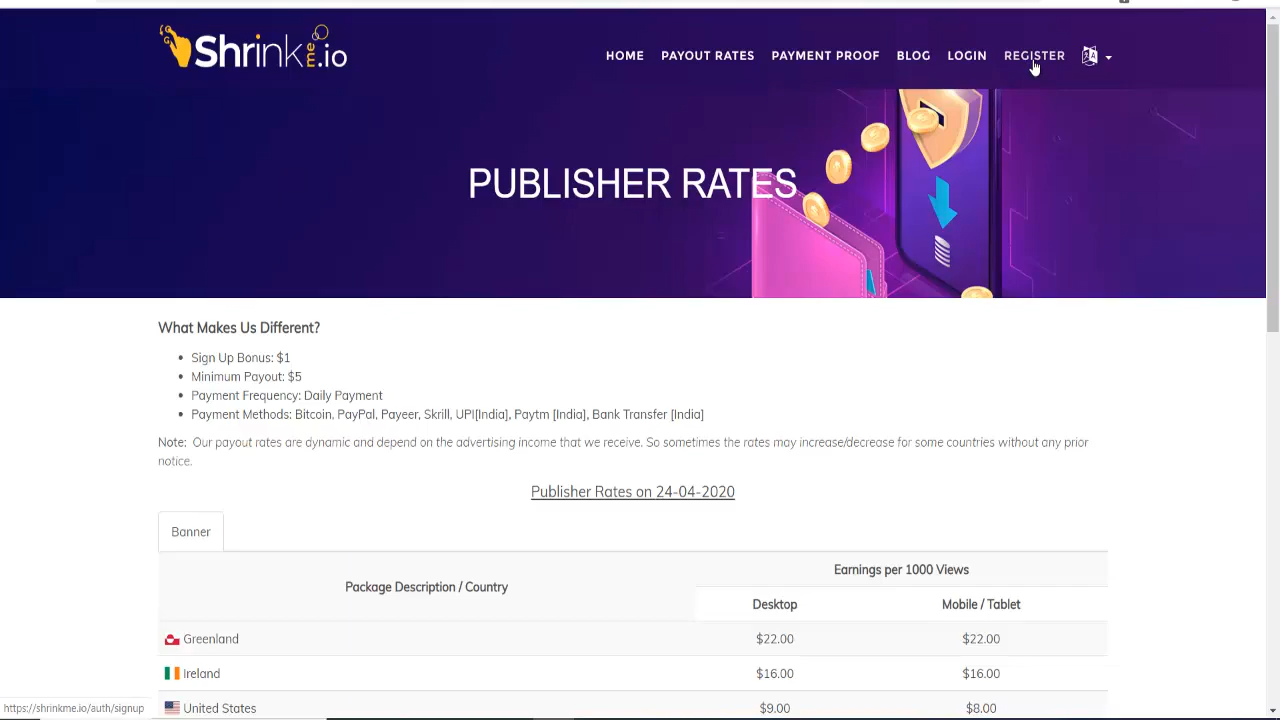 Shrinkme.io
HOME PAYOUT RATES PAYMENT PROOF BLOG LOGIN REGISTER
PUBLISHER RATES
What Makes Us Different?
Sign Up Bonus: $1
Minimum Payout: $5
Payment Frequency: Daily Payment
Payment Methods: Bitcoin, PayPal, Payeer, Skrill, UPI[India], Paytm [India], Bank Transfer [India]
Note: Our payout rates are dynamic and depend on the advertising income that we receive. So sometimes the rates may increase/decrease for some countries without any prior
notice.
Publisher Rates on 24-04-2020
Banner
Package Description / Country
Earnings per 1000 Views
Desktop Mobile / Tablet
Greenland $22.00 $22.00
Ireland $16.00 $16.00
United States $9.00 $8.00
https://shrinkme.io/auth/signup